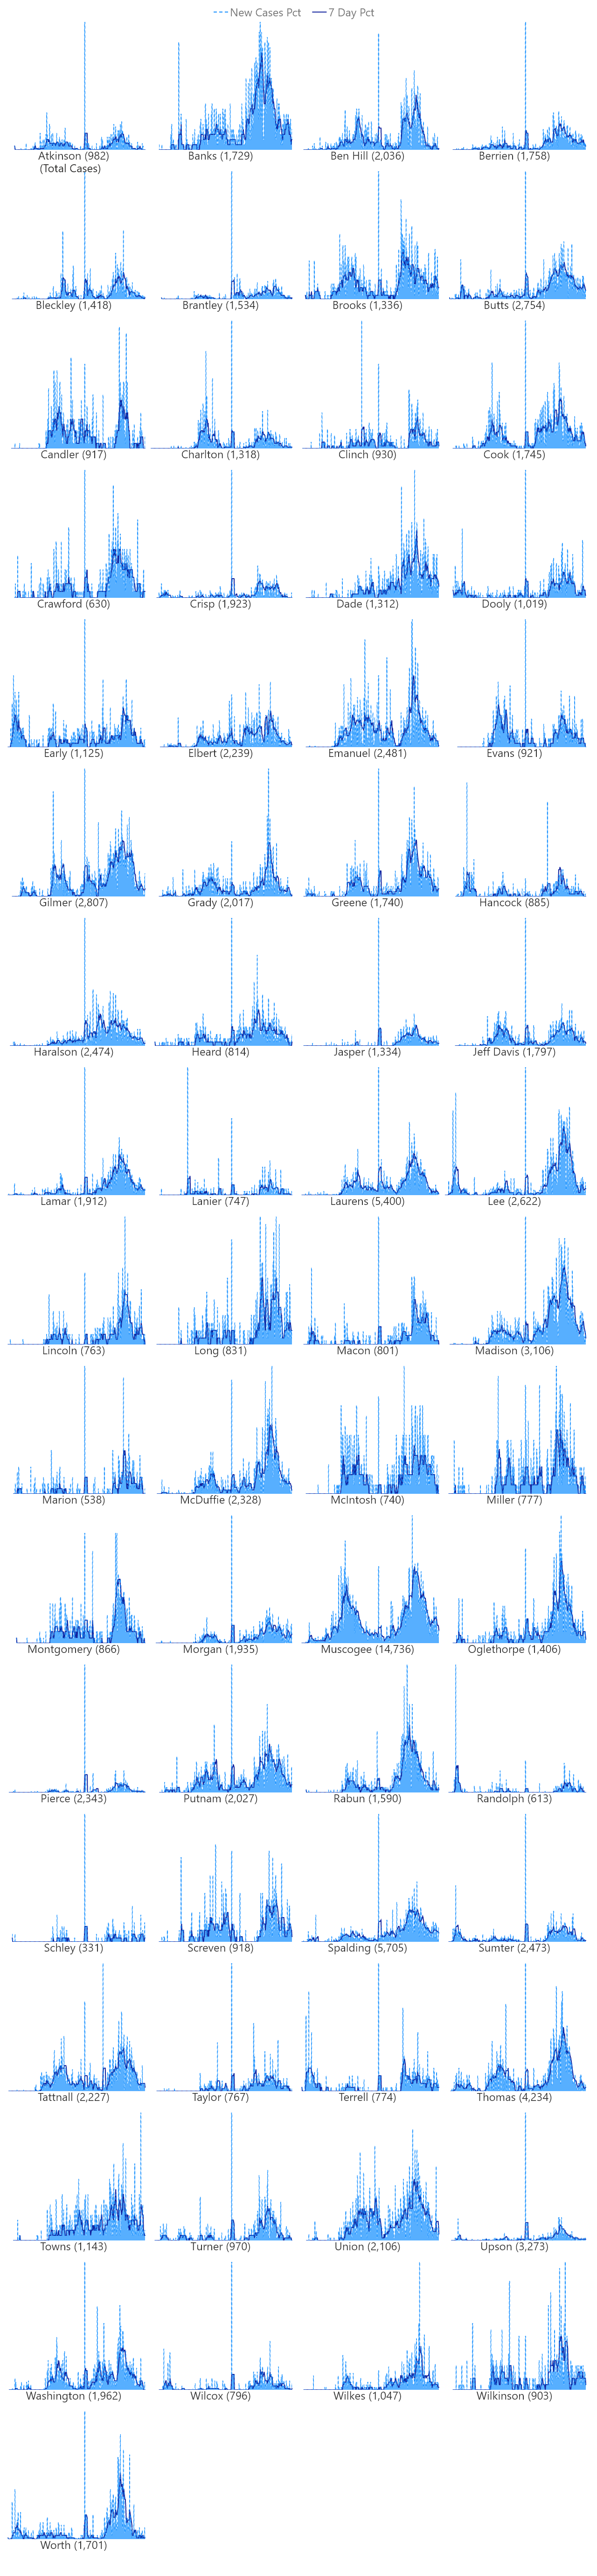 New Cases Pct 7 Day Pct
Atkinson (982) Banks (1,729) Ben Hill (2,036) Berrien (1,758)
(Total Cases)
Bleckley (1,418) Brantley (1,534) Brooks (1,336) Butts (2,754)
Candler (917) Charlton (1,318) Clinch (930) Cook (1,745)
Crawford (630) Crisp (1,923) Dade (1,312) Dooly (1,019)
Early (1,125) Elbert (2,239) Emanuel (2,481) Evans (921)
Gilmer (2,807) Grady (2,017) Greene (1,740) Hancock (885)
Haralson (2,474) Heard (814) Jasper (1,334) Jeff Davis (1,797)
Lamar (1,912) Lanier (747) Laurens (5,400) Lee (2,622)
Lincoln (763) Long (831) Macon (801) Madison (3,106)
Marion (538) McDuffie (2,328) McIntosh (740) Miller (777)
Montgomery (866) Morgan (1,935) Muscogee (14,736) Oglethorpe (1,406)
Pierce (2,343) Putnam (2,027) Rabun (1,590) Randolph (613)
Schley (331) Screven (918) Spalding (5,705) Sumter (2,473)
Tattnall (2,227) Taylor (767) Terrell (774) Thomas (4,234)
Towns (1,143) Turner (970) Union (2,106) Upson (3,273)
Washington (1,962) Wilcox (796) Wilkes (1,047) Wilkinson (903)
Worth (1,701)